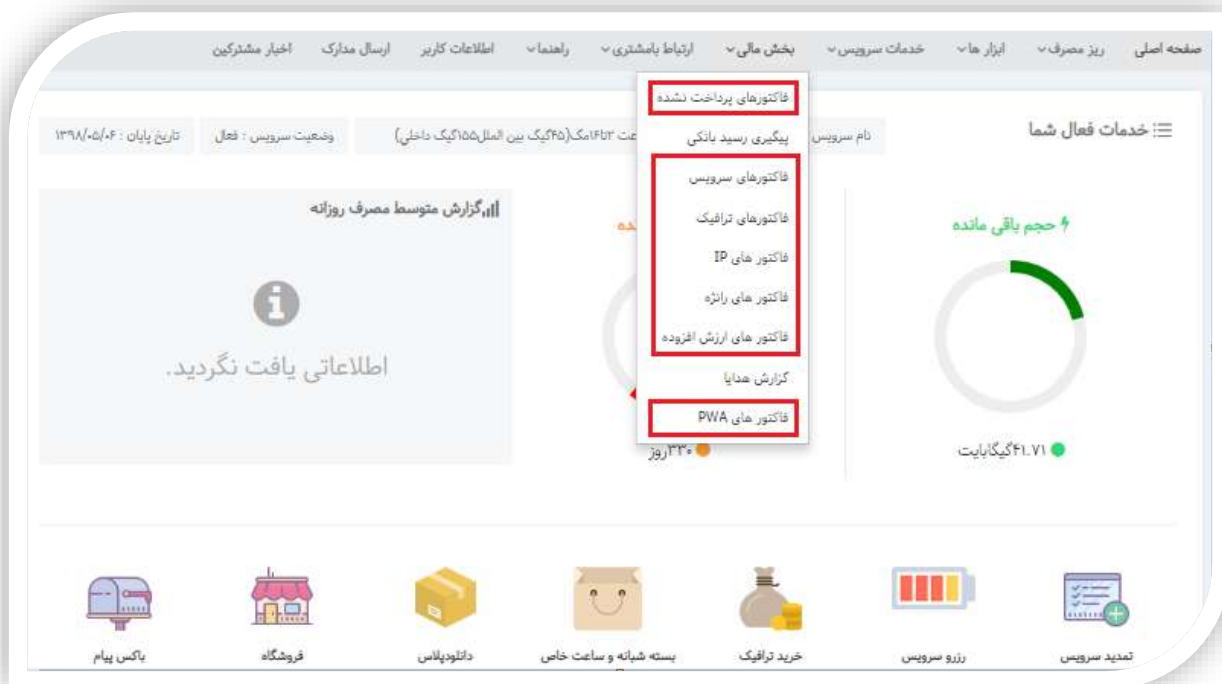 صفحه اصلی ریز مصرف ابزار ها خدمات سرویس بخش مالی ارتباط بامشتری راهنما اطلاعات کاربر ارسال مدارک اخبار مشترکین
فاکتورهای پرداخت نشده
پیگیری رسید بانکی
فاکتورهای سرویس
فاکتورهای ترافیک
فاکتور های IP
فاکتور های رانژه
فاکتور های ارزش افزوده
گزارش هدایا
فاکتور های PWA
خدمات فعال شما
نام سرویس
وضعیت سرویس : فعال
تاریخ پایان : ۱۳۹۸/۰۵/۰۶
حجم باقی مانده
۴۱.۷۱گیگابایت
۳۳۰روز
گزارش متوسط مصرف روزانه
اطلاعاتی یافت نگردید.
تمدید سرویس رزرو سرویس خرید ترافیک بسته شبانه و ساعت خاص دانلودپلاس فروشگاه باکس پیام